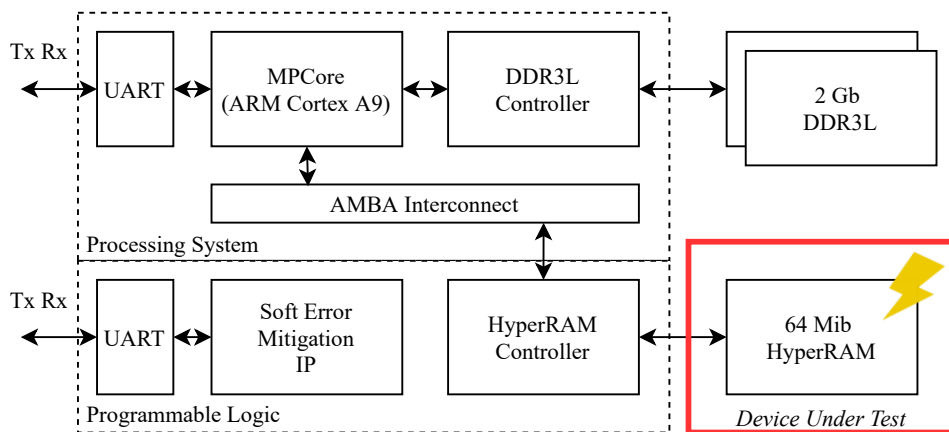 Tx Rx
UART
MPCore
(ARM Cortex A9)
DDR3L
Controller
2 Gb
DDR3L
AMBA Interconnect
Processing System
Tx Rx
UART
Soft Error
Mitigation
IP
HyperRAM
Controller
64 Mib
HyperRAM
Programmable Logic
Device Under Test